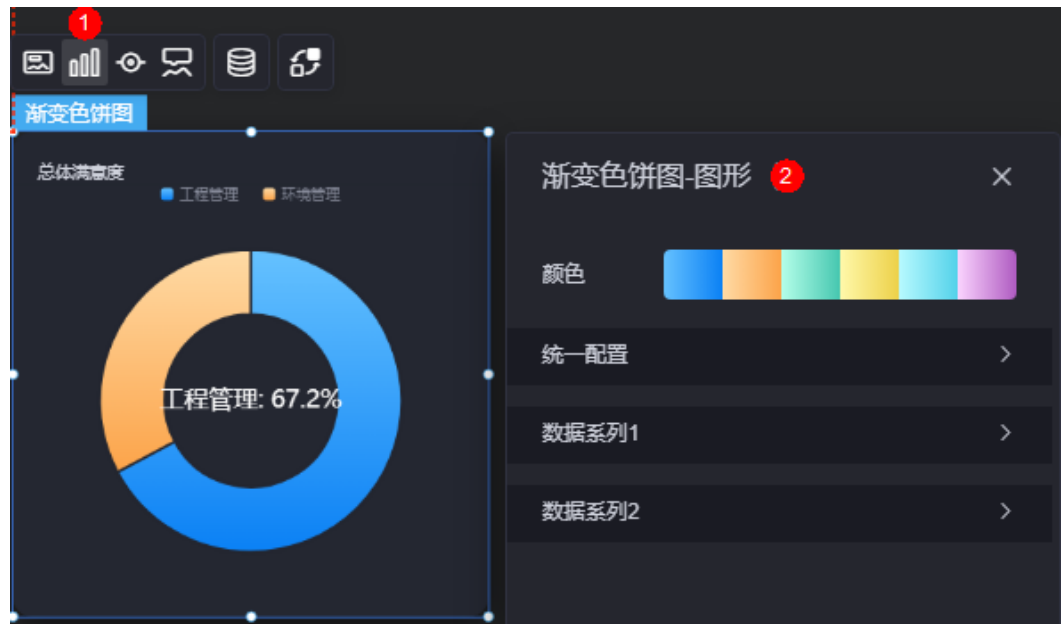 1
渐变色饼图
总体满意度
工程管理 环境管理
工程管理: 67.2%
渐变色饼图-图形 2
颜色
统一配置
数据系列1
数据系列2